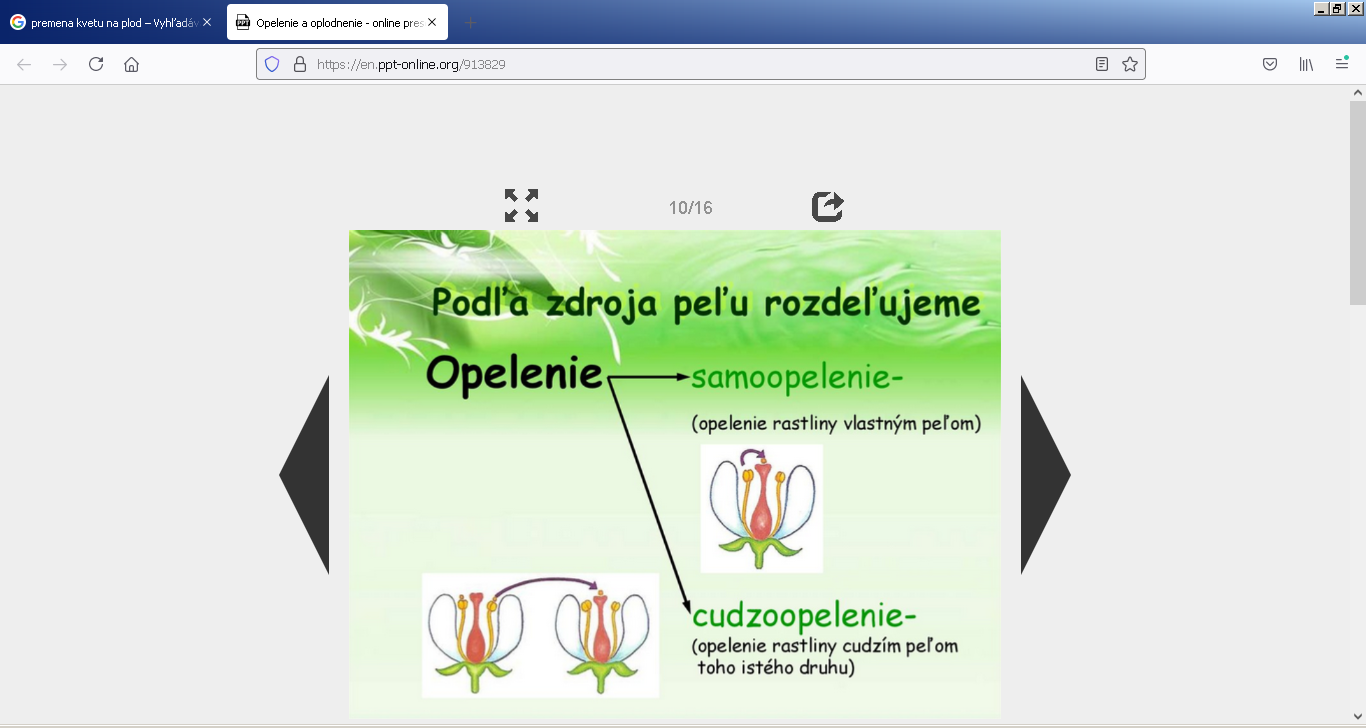 premena kvetu na plod – Vyhľadáv
Opelenie a oplodnenie - online pres
https://en.ppt-online.org/913829
10/16
Podľa zdroja peľu rozdeľujeme
Opelenie
samoopelenie-
(opelenie rastliny vlastným peľom)
cudzoopelenie-
(opelenie rastliny cudzím peľom
toho istého druhu)